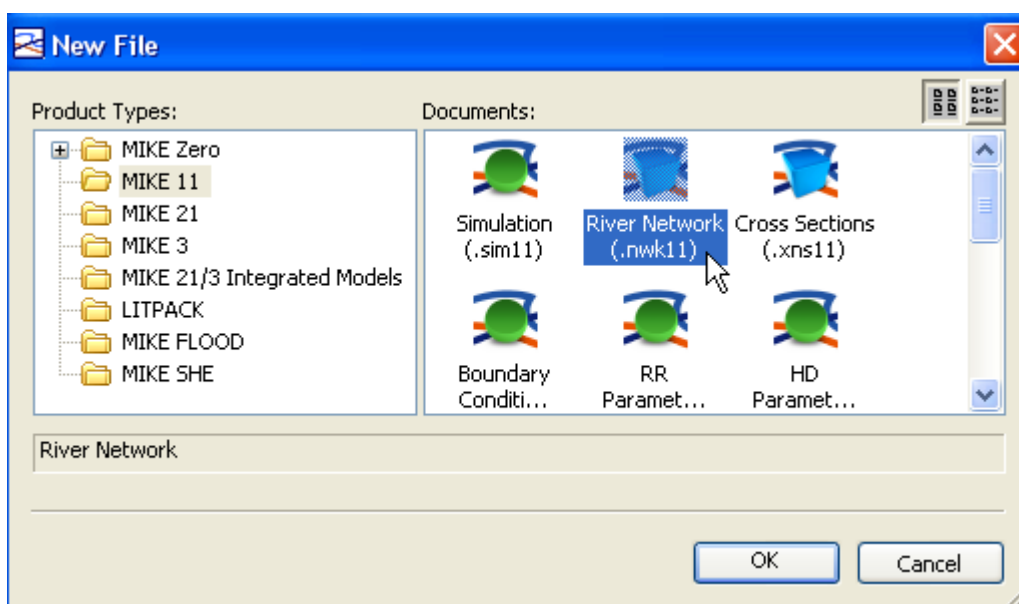 New File
Product Types:
MIKE Zero
MIKE 11
MIKE 21
MIKE 3
MIKE 21/3 Integrated Models
LITPACK
MIKE FLOOD
MIKE SHE
Documents:
Simulation
(.sim11)
River Network
(.nwk11)
Cross Sections
(.xns11)
Boundary
Conditi...
RR
Paramet...
HD
Paramet...
River Network
OK
Cancel